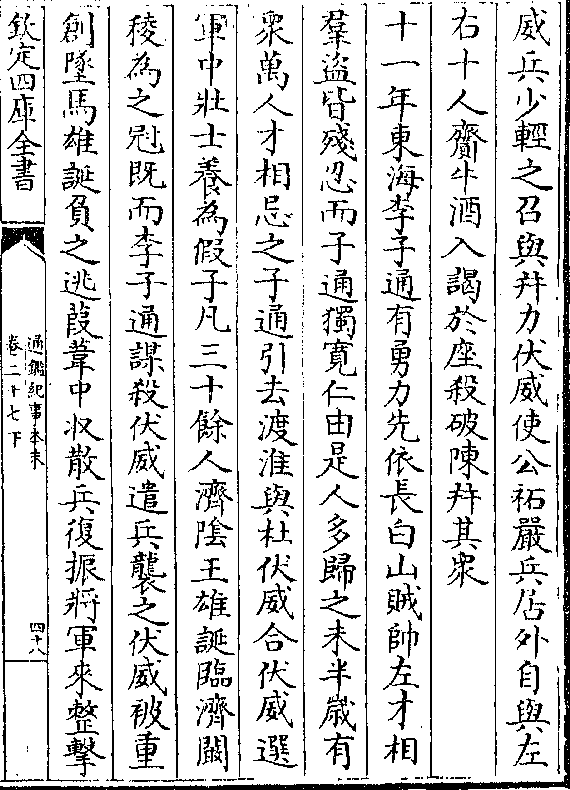 威兵少輕之召與幷力伏威使公祏嚴兵居外自與左
右十人齎牛酒入謁於座殺破陳幷其衆
十一年東海李子通有勇力先依長白山賊帥左才相
羣盜皆殘忍而子通獨寛仁由是人多歸之未半嵗有
衆萬人才相忌之子通引去渡淮與杜伏威合伏威選
軍中壯士養為假子凡三十餘人濟隂王雄誕臨濟闞
稜為之冠既而李子通謀殺伏威遣兵襲之伏威被重
創墜馬雄誕負之逃葭葦中収散兵復振將軍來整擊
欽定四庫全書
通鑑紀事本末
卷二十七下
四十八